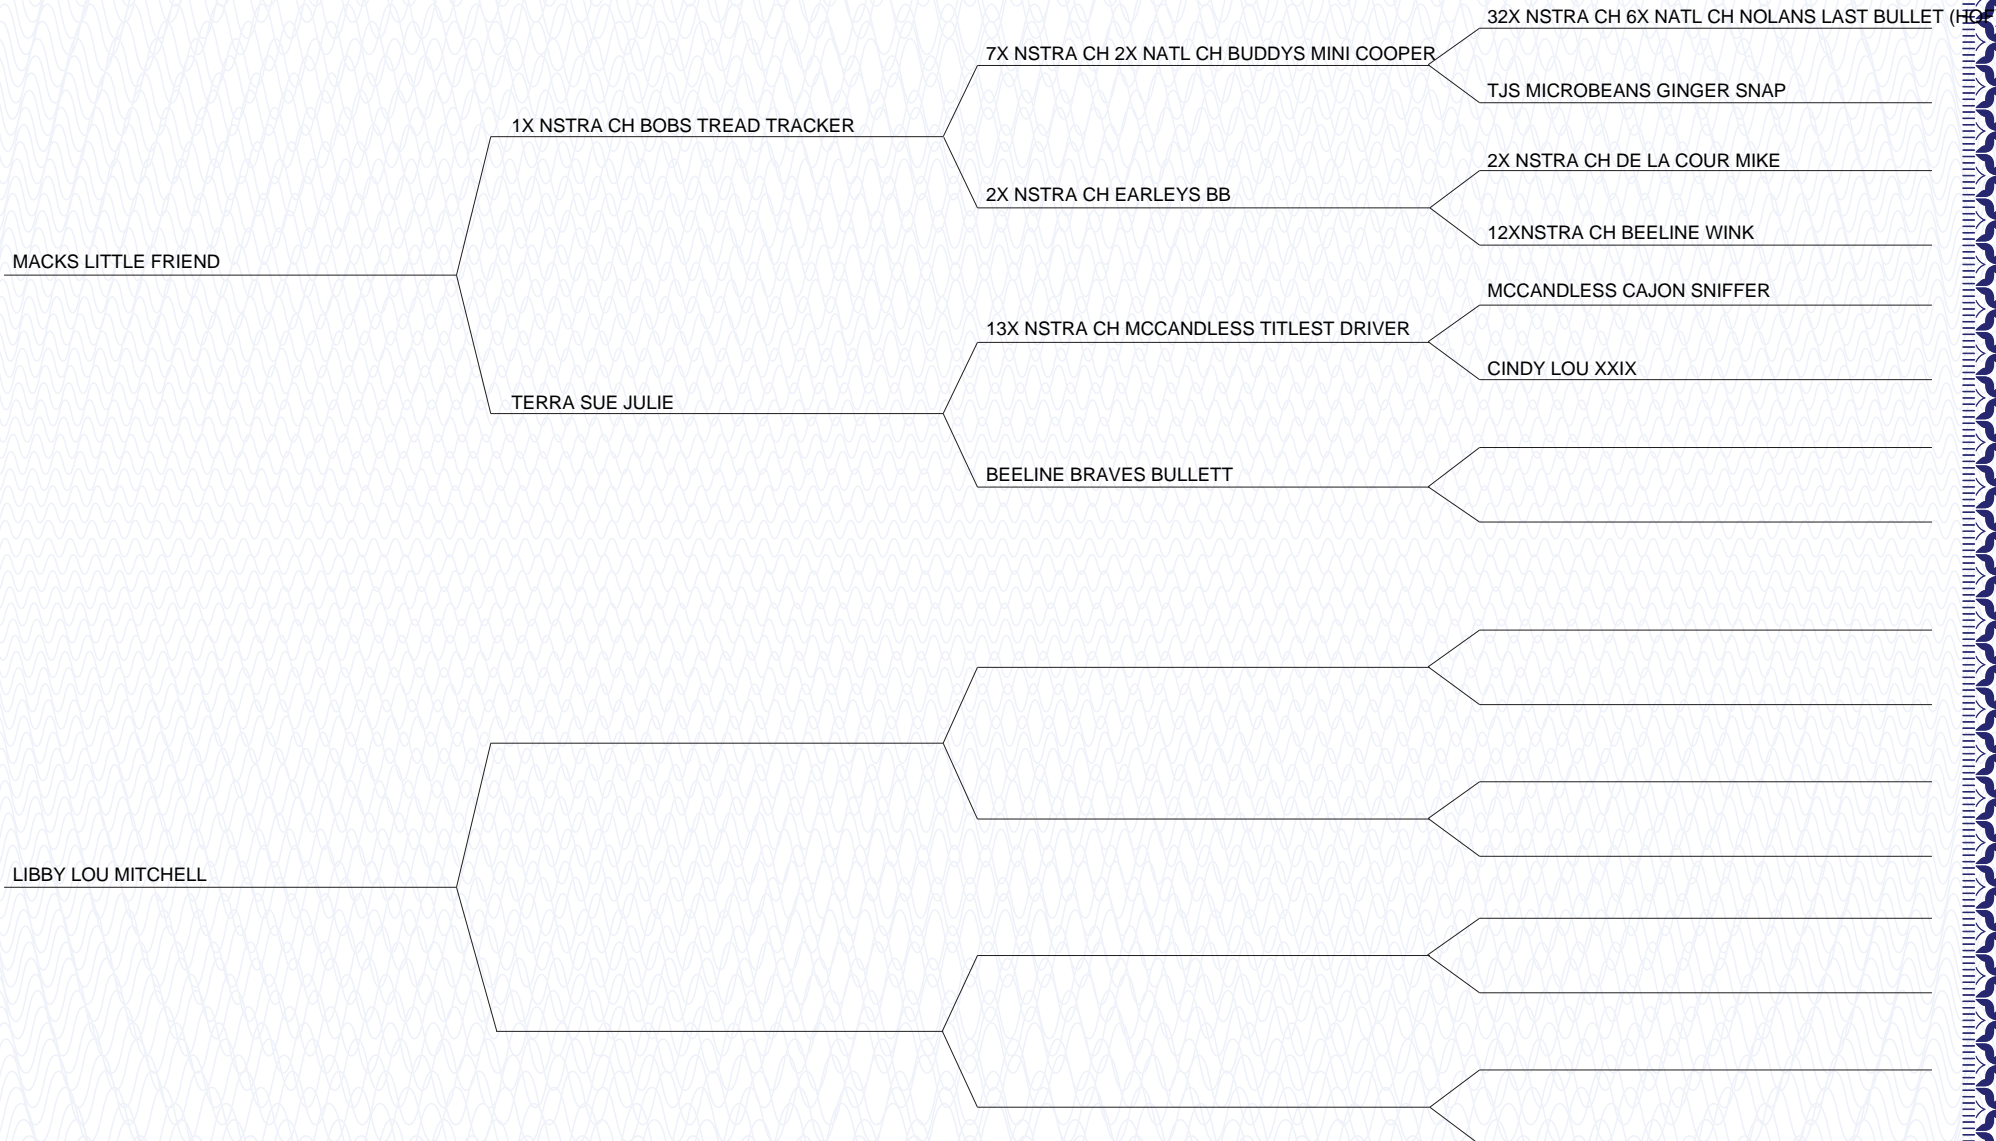 32X NSTRA CH 6X NATL CH NOLANS LAST BULLET (HOF
7X NSTRA CH 2X NATL CH BUDDYS MINI COOPER
TJS MICROBEANS GINGER SNAP
1X NSTRA CH BOBS TREAD TRACKER
2X NSTRA CH DE LA COUR MIKE
2X NSTRA CH EARLEYS BB
12XNSTRA CH BEELINE WINK
MACKS LITTLE FRIEND
MCCANDLESS CAJON SNIFFER
13X NSTRA CH MCCANDLESS TITLEST DRIVER
CINDY LOU XXIX
TERRA SUE JULIE
BEELINE BRAVES BULLETT
LIBBY LOU MITCHELL